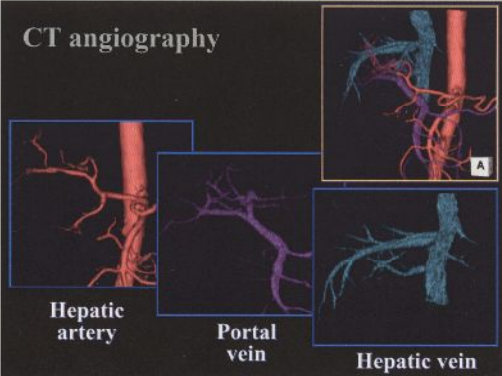 CT angiography
A
Hepatic
artery
Portal
vein
Hepatic vein